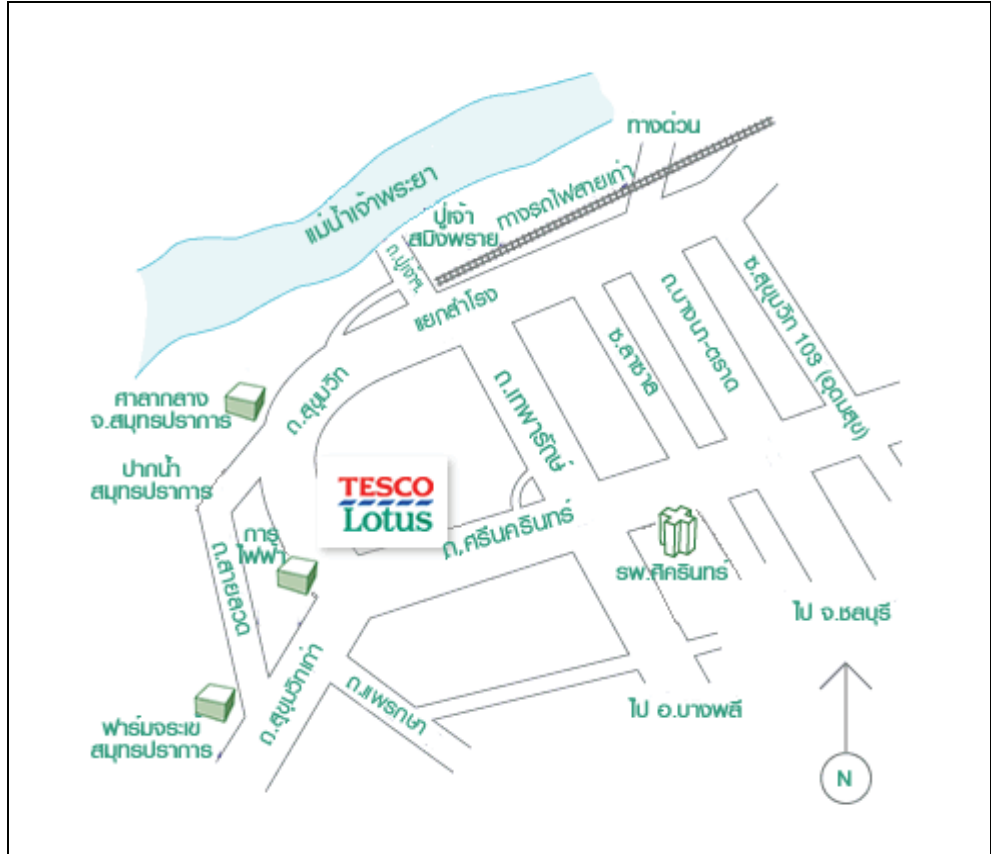 ทางด่วน
แม่น้ำเจ้าพระยา
ทางรถไฟสายเก่า
ปู่เจ้า
สมิงพราย
ถ.ปู่เจ้าฯ
แยกสำโรง
ซ.สุขุมวิท 103 (อุดมสุข)
ถ.บางนา-ตราด
ซ.ลาซาล
ถ.เทพารักษ์
ถ.สุขุมวิท
ศาลากลาง
จ.สมุทรปราการ
ปากน้ำ
สมุทรปราการ
TESCO
Lotus
ถ.ศรีนครินทร์
การ
ไฟฟ้า
ถ.สายลวด
รพ.ศิครินทร์
ไป จ.ชลบุรี
ถ.สุขุมวิทเก่า
ถ.แพรกษา
ไป อ.บางพลี
ฟาร์มจระเข้
สมุทรปราการ
N